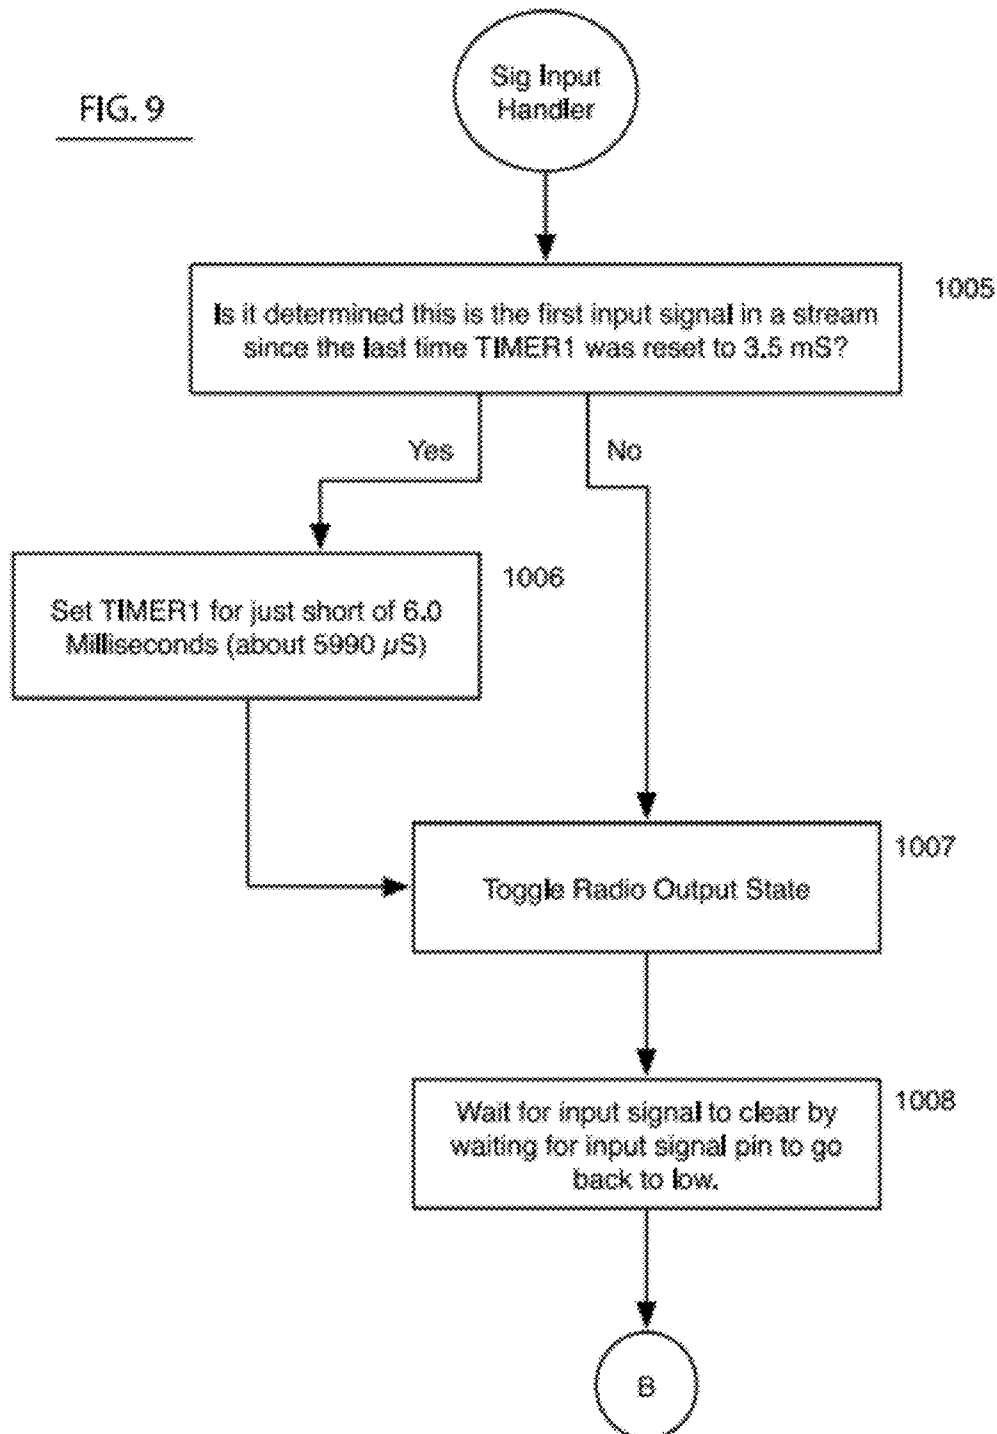 FIG. 9
Sig Input
Handler
1005
Is it determined this is the first input signal in a stream
since the last time TIMER1 was reset to 3.5 mS?
Yes
No
1006
Set TIMER1 for just short of 6.0
Milliseconds (about 5990 µS)
1007
Toggle Radio Output State
1008
Wait for input signal to clear by
waiting for input signal pin to go
back to low.
B